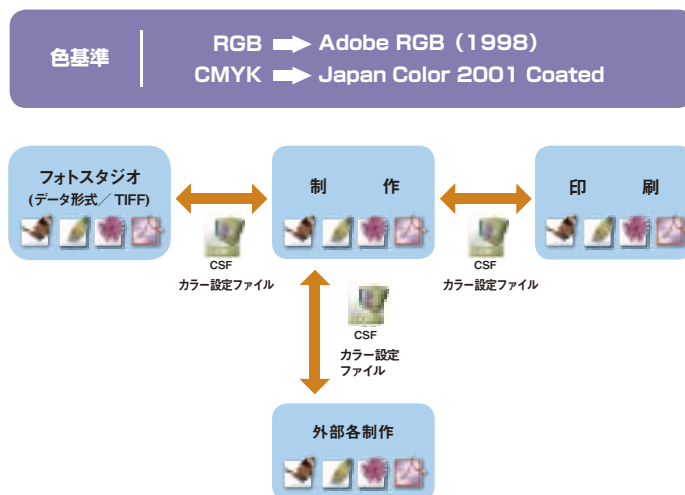 色基準
RGB ➡ Adobe RGB（1998）
CMYK ➡ Japan Color 2001 Coated
フォトスタジオ
(データ形式／TIFF)
制　作
印　刷
CSF
カラー設定ファイル
CSF
カラー設定ファイル
CSF
カラー設定
ファイル
外部各制作